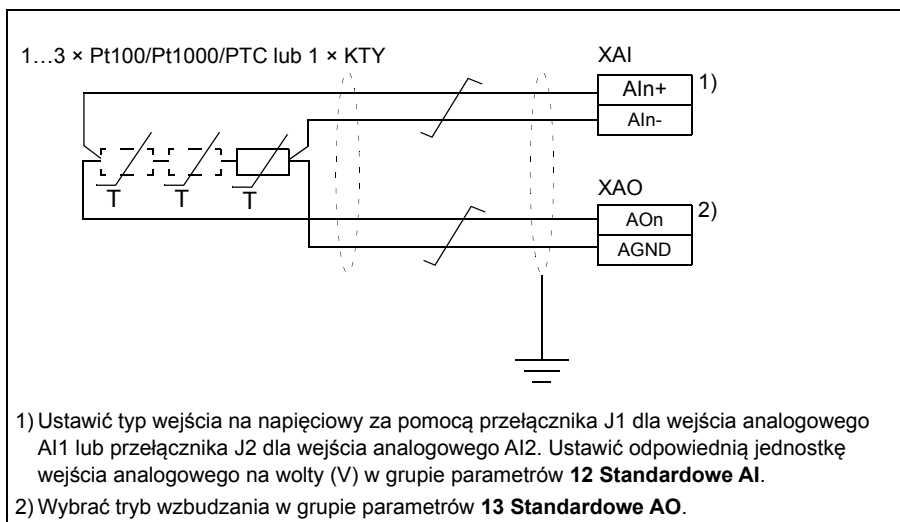 1…3 × Pt100/Pt1000/PTC lub 1 × KTY
XAI
AIn+
1)
AIn-
T
T
T
XAO
AOn
2)
AGND
1) Ustawić typ wejścia na napięciowy za pomocą przełącznika J1 dla wejścia analogowego
AI1 lub przełącznika J2 dla wejścia analogowego AI2. Ustawić odpowiednią jednostkę
wejścia analogowego na wolty (V) w grupie parametrów 12 Standardowe AI.
2) Wybrać tryb wzbudzania w grupie parametrów 13 Standardowe AO.